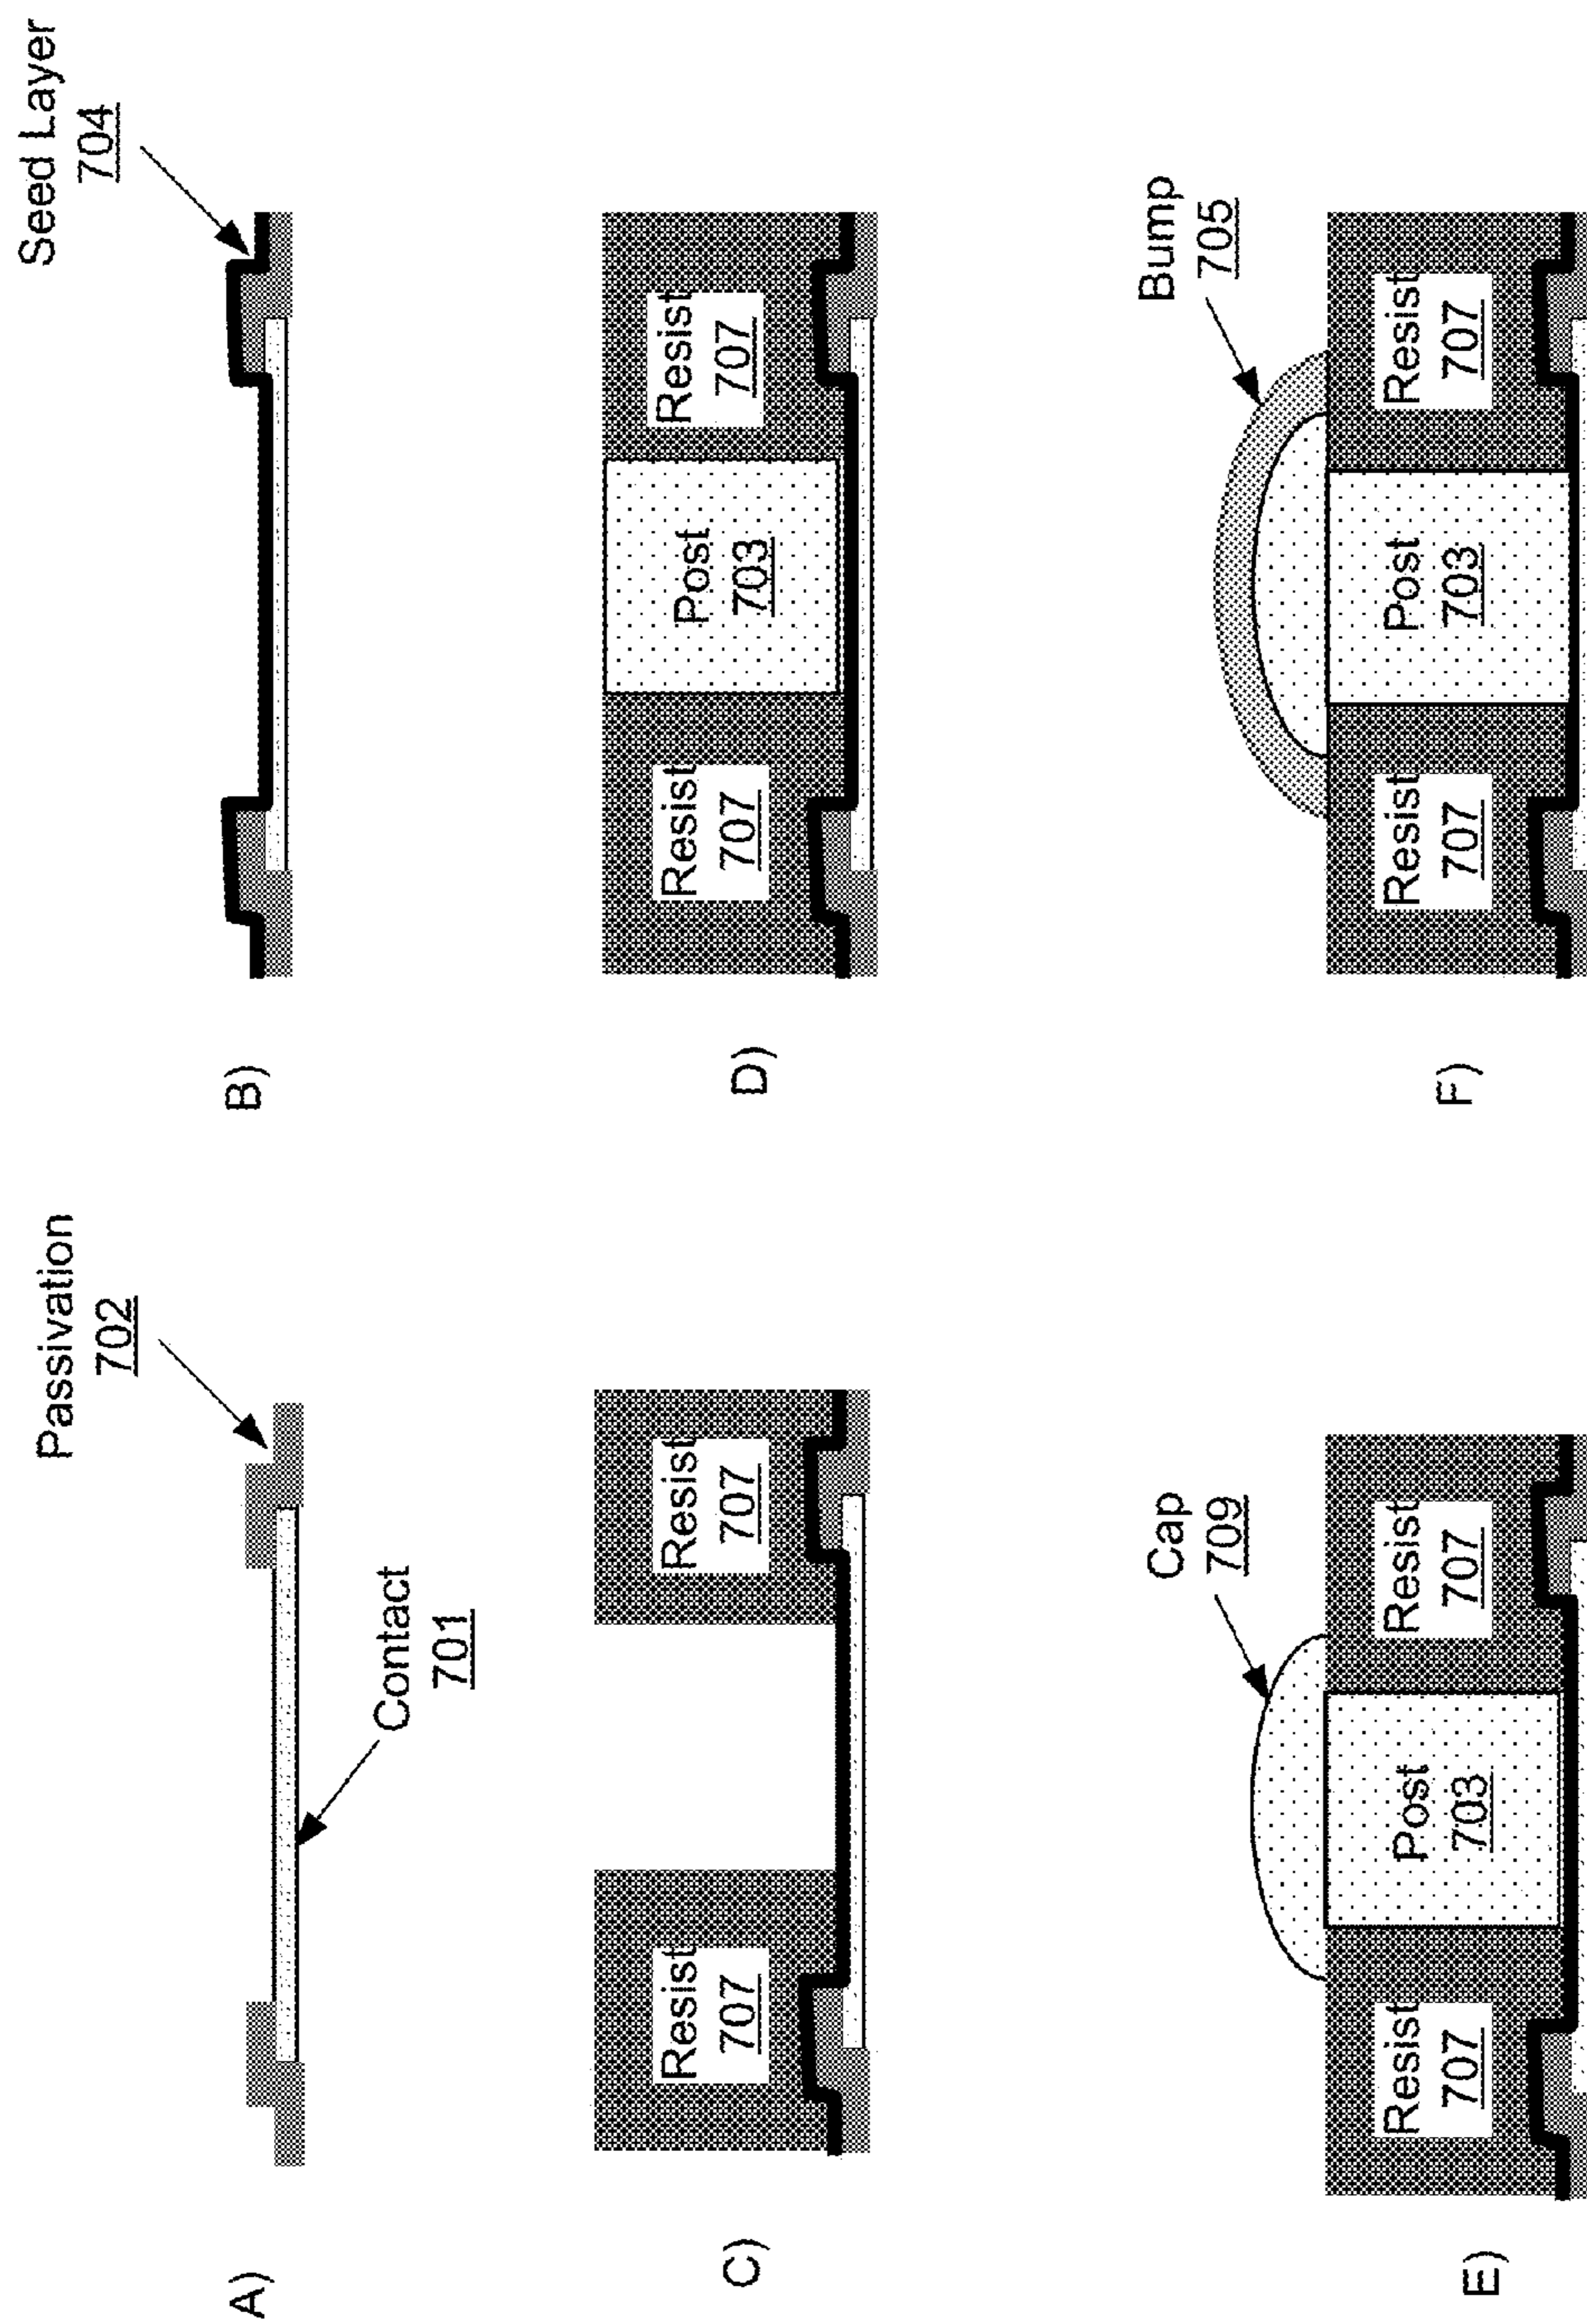 A)
Passivation
702
Contact
701
B)
Seed Layer
704
C)
Resist
707
Resist
707
D)
Resist
707
Post
703
Resist
707
E)
Cap
709
Resist
707
Post
703
Resist
707
F)
Bump
705
Resist
707
Post
703
Resist
707